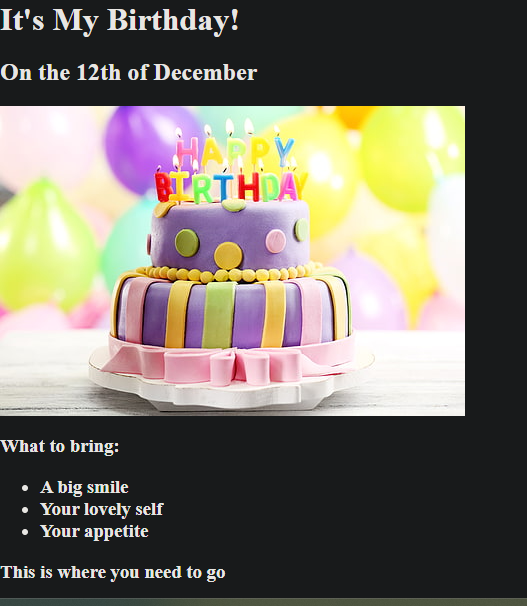 It's My Birthday!
On the 12th of December
HAPPY
BIRTHDAY
What to bring:
A big smile
Your lovely self
Your appetite
This is where you need to go